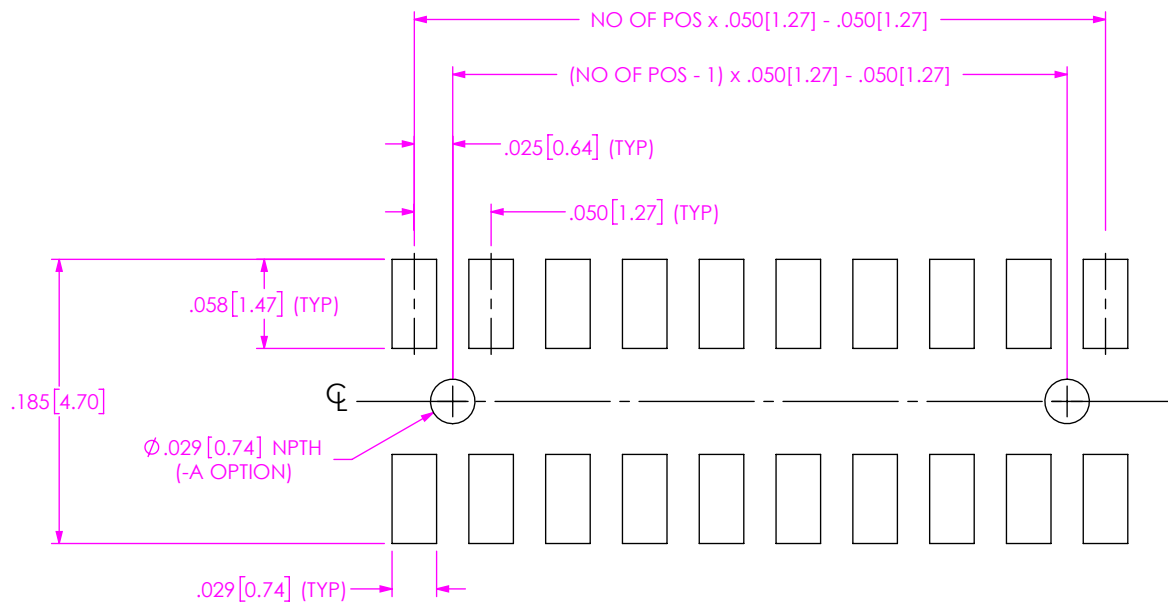 NO OF POS x .050[1.27] - .050[1.27]
(NO OF POS - 1) x .050[1.27] - .050[1.27]
.025[0.64] (TYP)
.050[1.27] (TYP)
.058[1.47] (TYP)
.185[4.70]
℄
Ø.029[0.74] NPTH
(-A OPTION)
.029[0.74] (TYP)